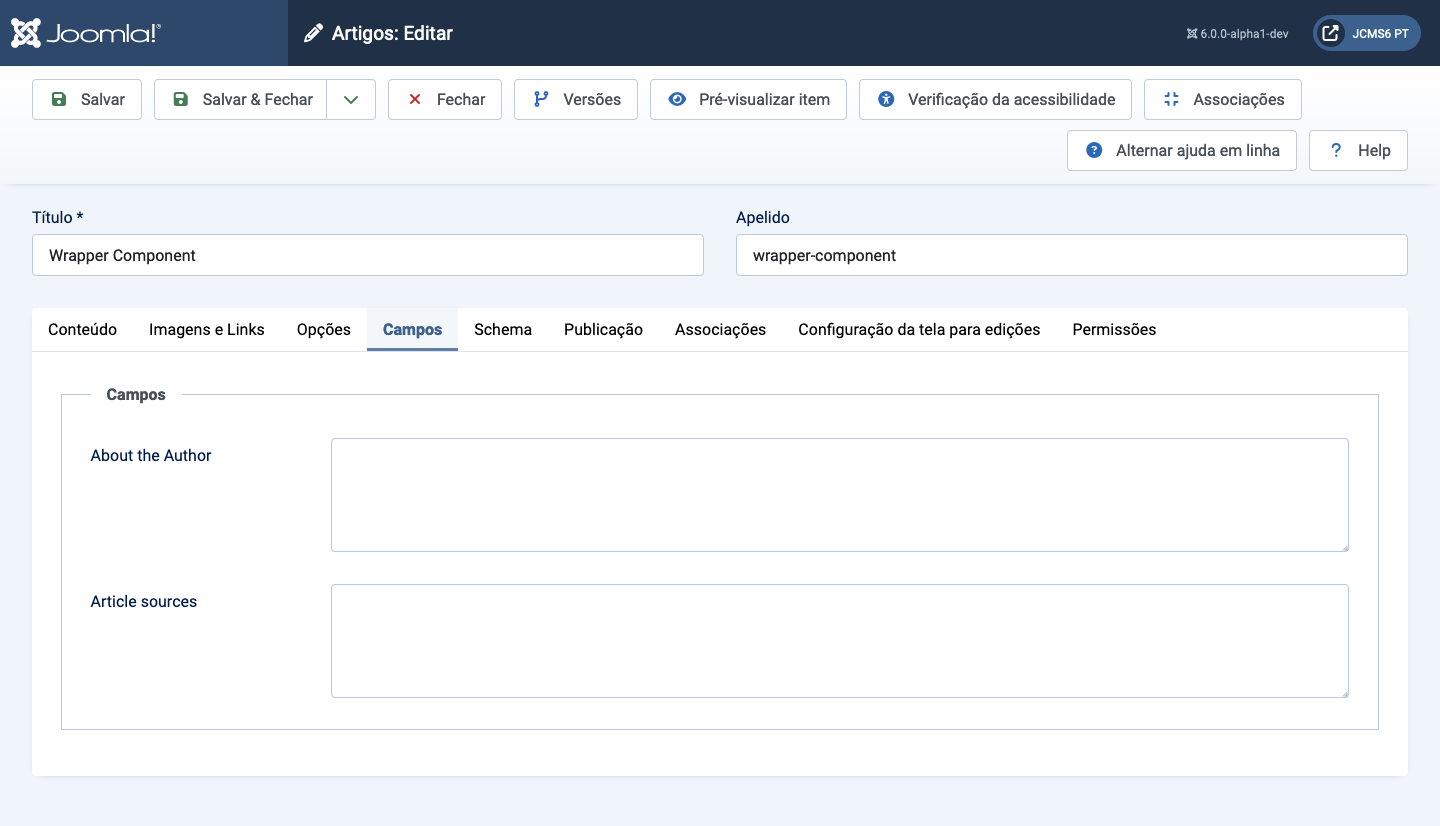 Joomla!®
Artigos: Editar
6.0.0-alpha1-dev
JCMS6 PT
Salvar
Salvar & Fechar
Fechar
Versões
Pré-visualizar item
Verificação da acessibilidade
Associações
Alternar ajuda em linha
? Help
Título *
Apelido
Wrapper Component
wrapper-component
Conteúdo Imagens e Links Opções Campos Schema Publicação Associações Configuração da tela para edições Permissões
Campos
About the Author
Article sources